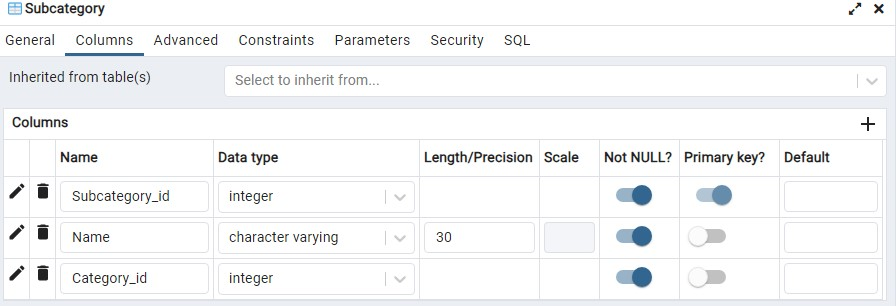 Subcategory
General Columns Advanced Constraints Parameters Security SQL
Inherited from table(s) Select to inherit from...
Columns
Name Data type Length/Precision Scale Not NULL? Primary key? Default
Subcategory_id integer
Name character varying 30
Category_id integer